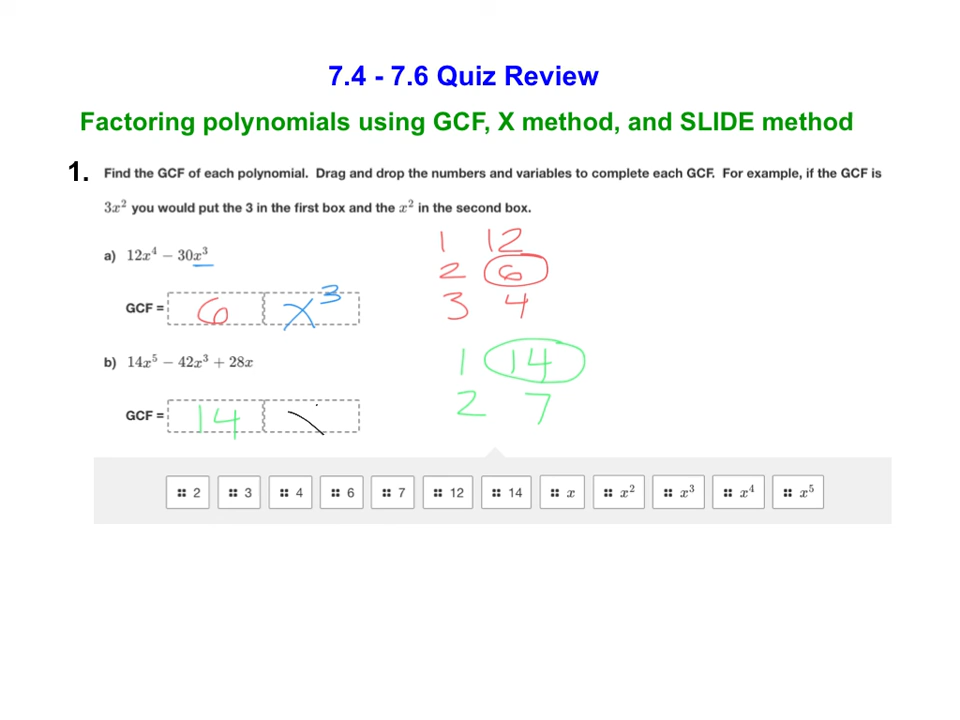 7.4 - 7.6 Quiz Review
Factoring polynomials using GCF, X method, and SLIDE method
1. Find the GCF of each polynomial. Drag and drop the numbers and variables to complete each GCF. For example, if the GCF is
3x² you would put the 3 in the first box and the x² in the second box.
a) 12x⁴ − 30x³
1 12
2 6
3 4
GCF = 6 x³
b) 14x⁵ − 42x³ + 28x
1 14
2 7
GCF = 14
2 3 4 6 7 12 14 x x² x³ x⁴ x⁵